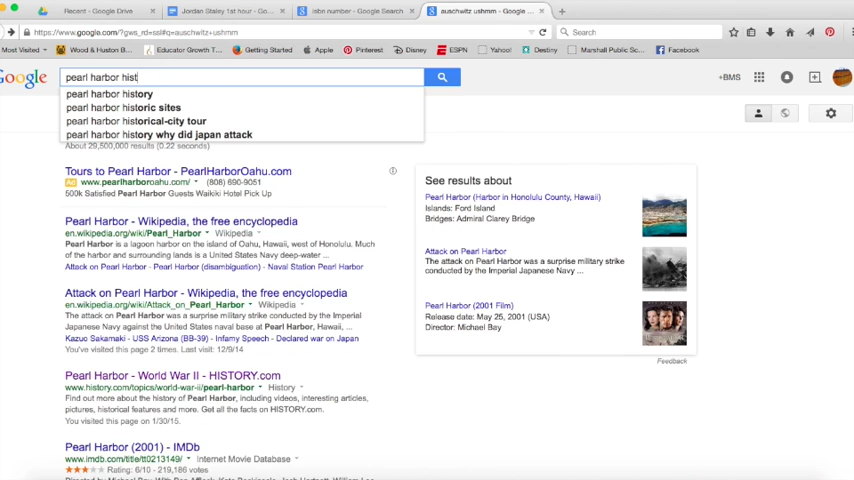 Recent - Google Drive
Jordan Staley 1st hour - Go...
isbn number - Google Search
auschwitz ushmm - Google ...
https://www.google.com/?gws_rd=ssl#q=auschwitz+ushmm
Search
Most Visited
Wood & Huston B...
Educator Growth T...
Getting Started
Apple
Pinterest
Disney
ESPN
Yahoo!
Destiny
Marshall Public Sc...
Facebook
Google
pearl harbor hist
+BMS
pearl harbor history
pearl harbor historic sites
pearl harbor historical-city tour
pearl harbor history why did japan attack
About 29,500,000 results (0.22 seconds)
Tours to Pearl Harbor - PearlHarborOahu.com
Ad www.pearlharboroahu.com/ (808) 690-9051
500k Satisfied Pearl Harbor Guests Waikiki Hotel Pick Up
Pearl Harbor - Wikipedia, the free encyclopedia
en.wikipedia.org/wiki/Pearl_Harbor Wikipedia
Pearl Harbor is a lagoon harbor on the island of Oahu, Hawaii, west of Honolulu. Much
of the harbor and surrounding lands is a United States Navy deep-water ...
Attack on Pearl Harbor - Pearl Harbor (disambiguation) - Naval Station Pearl Harbor
Attack on Pearl Harbor - Wikipedia, the free encyclopedia
en.wikipedia.org/wiki/Attack_on_Pearl_Harbor Wikipedia
The attack on Pearl Harbor was a surprise military strike conducted by the Imperial
Japanese Navy against the United States naval base at Pearl Harbor, Hawaii, ...
Kazuo Sakamaki - USS Arizona (BB-39) - Infamy Speech - Declared war on Japan
You've visited this page 2 times. Last visit: 12/9/14
Pearl Harbor - World War II - HISTORY.com
www.history.com/topics/world-war-ii/pearl-harbor History
Find out more about the history of Pearl Harbor, including videos, interesting articles,
pictures, historical features and more. Get all the facts on HISTORY.com.
You visited this page on 1/30/15.
Pearl Harbor (2001) - IMDb
www.imdb.com/title/tt0213149/ Internet Movie Database
Rating: 6/10 - 219,186 votes
See results about
Pearl Harbor (Harbor in Honolulu County, Hawaii)
Islands: Ford Island
Bridges: Admiral Clarey Bridge
Attack on Pearl Harbor
The attack on Pearl Harbor was a surprise military strike
conducted by the Imperial Japanese Navy ...
Pearl Harbor (2001 Film)
Release date: May 25, 2001 (USA)
Director: Michael Bay
Feedback